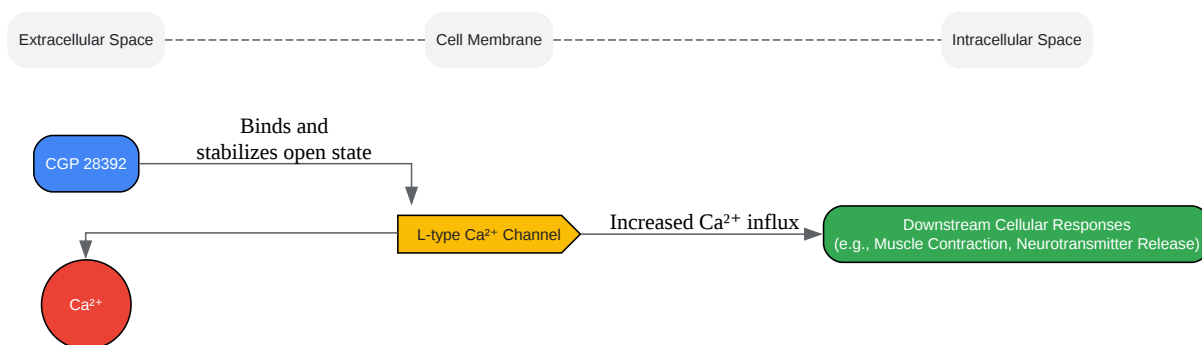 Extracellular Space
Cell Membrane
Intracellular Space
Binds and
stabilizes open state
CGP 28392
L-type Ca²⁺ Channel
Increased Ca²⁺ influx
Downstream Cellular Responses
(e.g., Muscle Contraction, Neurotransmitter Release)
Ca²⁺